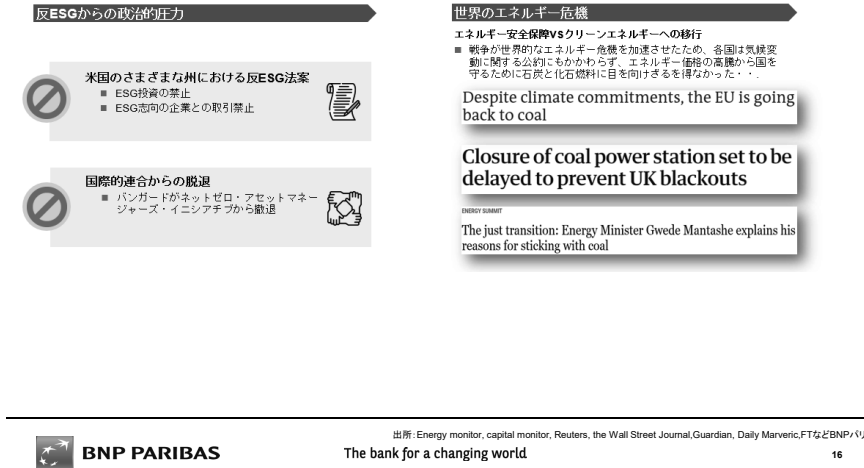 反ESGからの政治的圧力
米国のさまざまな州における反ESG法案
■ ESG投資の禁止
■ ESG志向の企業との取引禁止
国際的連合からの脱退
■ バンガードがネットゼロ・アセットマネー
ジャーズ・イニシアチブから撤退
世界のエネルギー危機
エネルギー安全保障VSクリーンエネルギーへの移行
■ 戦争が世界的なエネルギー危機を加速させたため、各国は気候変
動に関する公約にもかかわらず、エネルギー価格の高騰から国を
守るために石炭と化石燃料に目を向けざるを得なかった・・.
Despite climate commitments, the EU is going
back to coal
Closure of coal power station set to be
delayed to prevent UK blackouts
ENERGY SUMMIT
The just transition: Energy Minister Gwede Mantashe explains his
reasons for sticking with coal
出所：Energy monitor, capital monitor, Reuters, the Wall Street Journal,Guardian, Daily Marveric,FTなどBNPパリ
BNP PARIBAS
The bank for a changing world
16